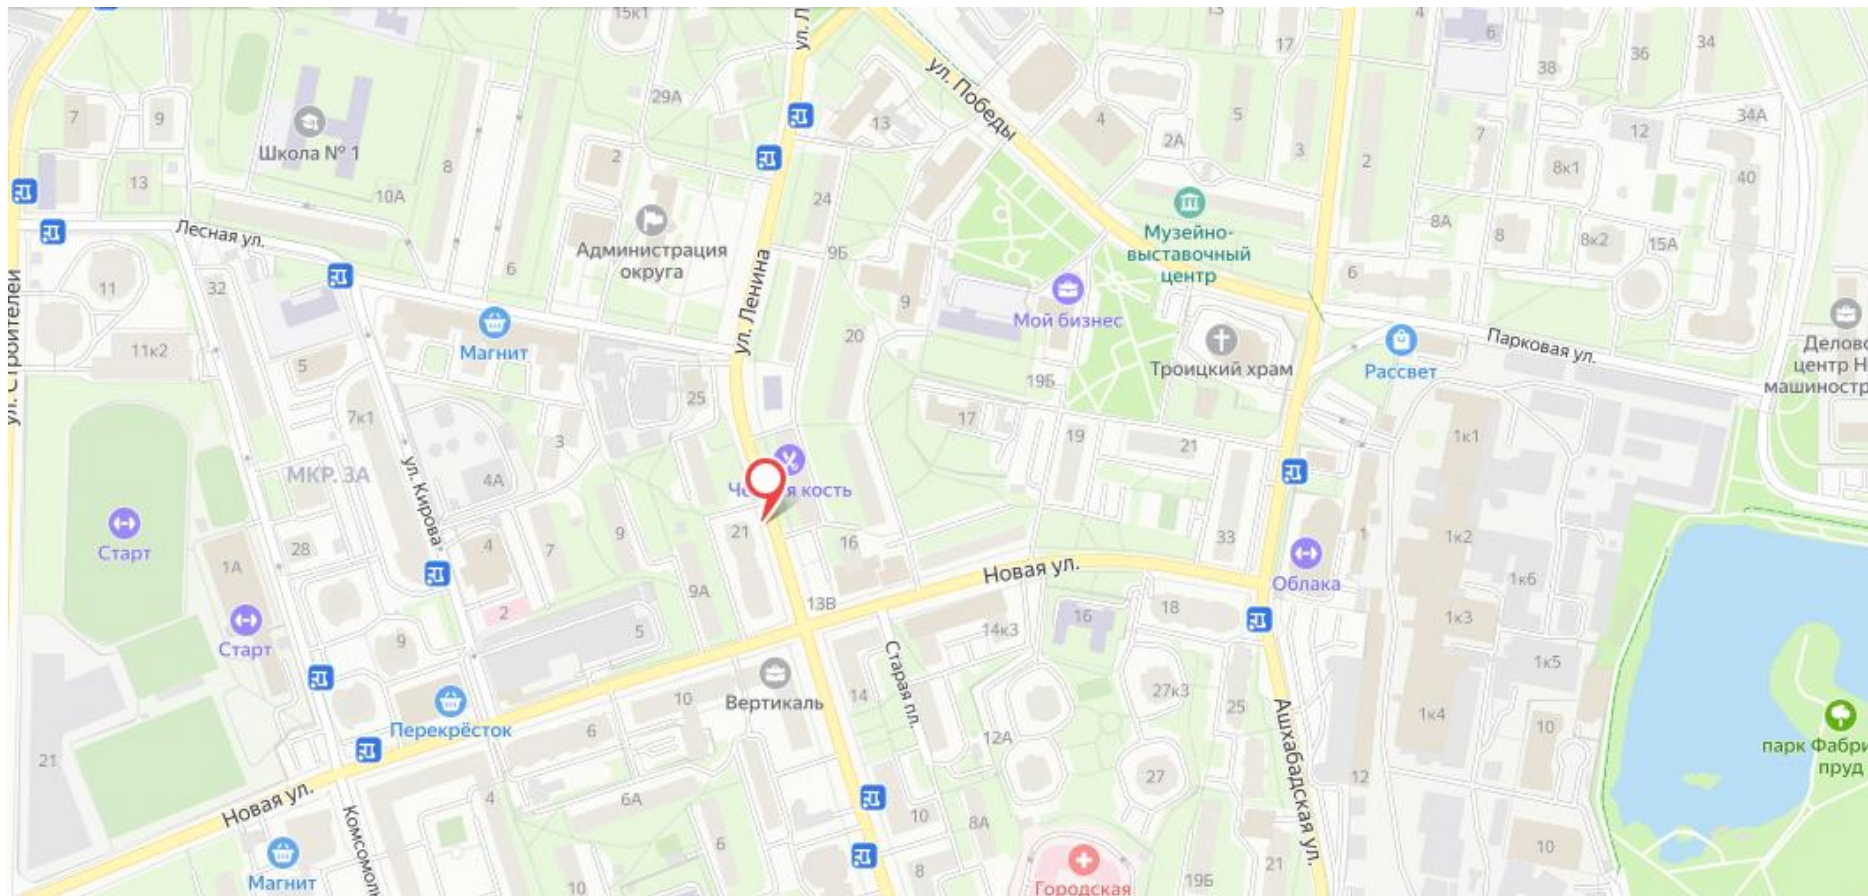 15к1
ул. Л
15
17
4
6
36
34
38
ул. Победы
29А
7
9
Школа № 1
13
4
2А
5
3
2
7
12
34А
8к1
40
2
8
13
10А
24
Музейно-
выставочный
центр
8А
8
8к2
15А
Лесная ул.
Администрация
округа
9Б
6
6
11
32
ул. Строителей
ул. Ленина
9
Мой бизнес
Магнит
11к2
5
20
Троицкий храм
Рассвет
Парковая ул.
Делово
центр Н
машиностр
19Б
25
7к1
3
17
19
21
1к1
МКР. 3А
4А
ул. Кирова
я кость
Старт
28
4
7
9
21
16
33
1
1к2
1А
Новая ул.
Облака
1к6
2
9А
13В
18
16
1к3
Старт
9
5
14к3
1к5
Старая пл.
Вертикаль
14
27к3
25
1к4
10
Перекрёсток
10
6
12А
Ашхабадская ул.
парк Фабри
пруд
21
27
12
Новая ул.
4
6А
Комсомоль
10
8А
10
6
8
Магнит
10
Городская
19Б
21